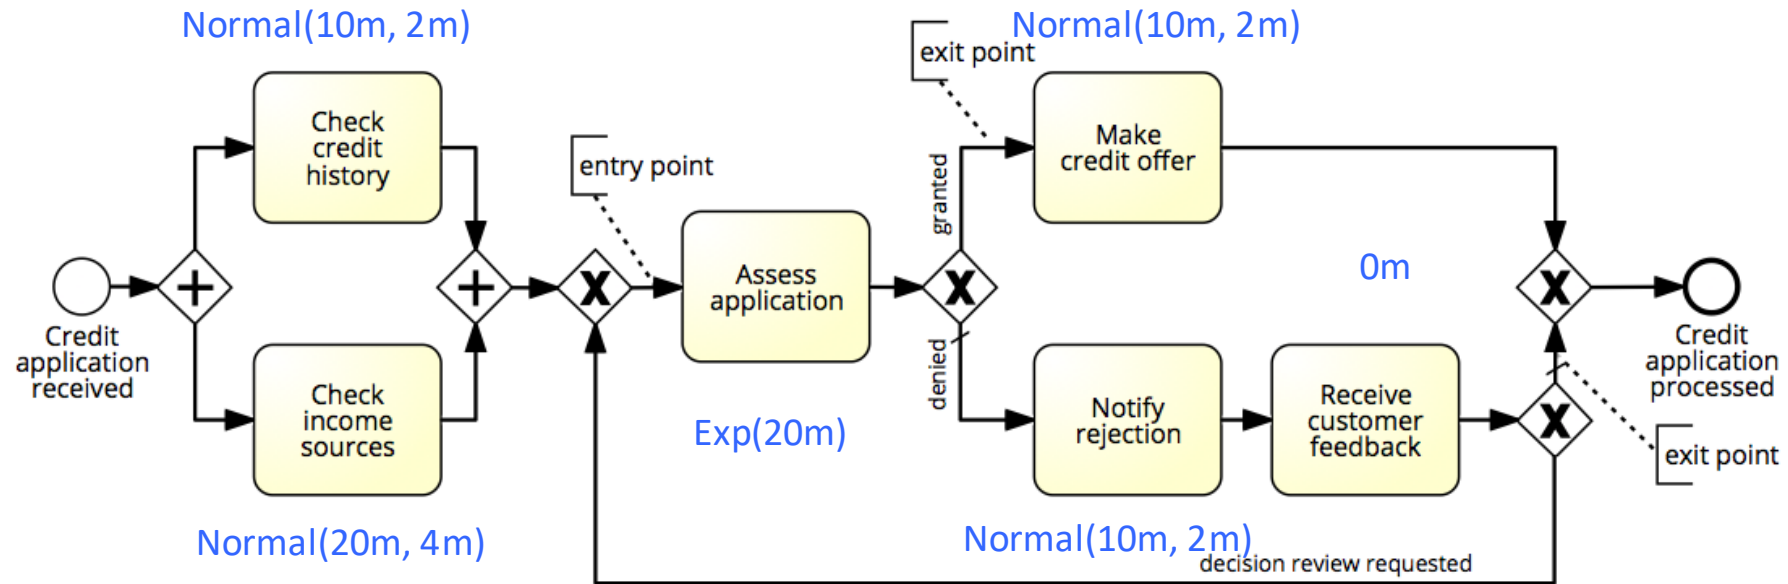 Normal(10m, 2m)
Normal(10m, 2m)
exit point
Check
credit
history
Make
credit offer
entry point
granted
Assess
application
0m
Credit
application
received
Credit
application
processed
denied
Check
income
sources
Exp(20m)
Notify
rejection
Receive
customer
feedback
exit point
Normal(20m, 4m)
Normal(10m, 2m)
decision review requested